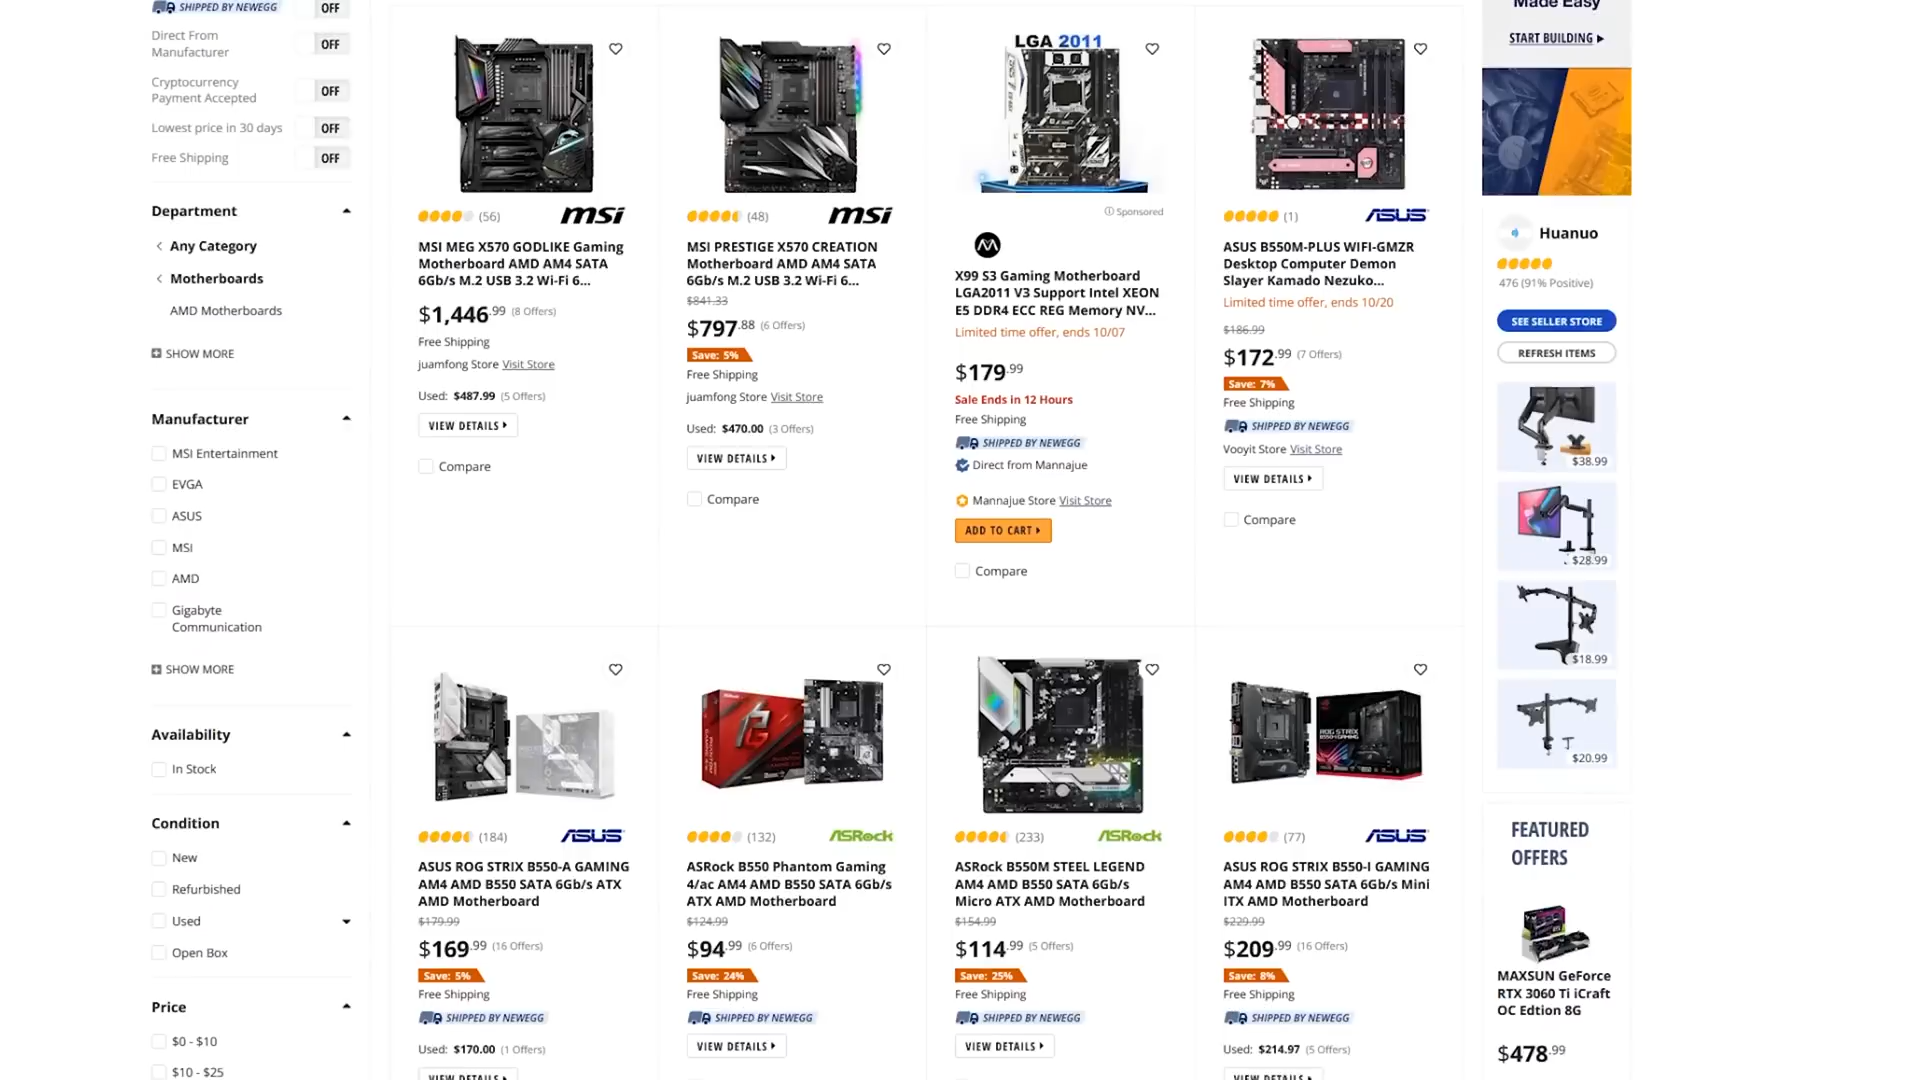 SHIPPED BY NEWEGG
OFF
Direct From
Manufacturer
OFF
Cryptocurrency
Payment Accepted
OFF
Lowest price in 30 days
OFF
Free Shipping
OFF
Department
Any Category
Motherboards
AMD Motherboards
SHOW MORE
Manufacturer
MSI Entertainment
EVGA
ASUS
MSI
AMD
Gigabyte
Communication
SHOW MORE
Availability
In Stock
Condition
New
Refurbished
Used
Open Box
Price
$0 - $10
$10 - $25
(56)
msi
MSI MEG X570 GODLIKE Gaming
Motherboard AMD AM4 SATA
6Gb/s M.2 USB 3.2 Wi-Fi 6...
$1,446.99 (8 Offers)
Free Shipping
juamfong Store Visit Store
Used: $487.99 (5 Offers)
VIEW DETAILS
Compare
(48)
msi
MSI PRESTIGE X570 CREATION
Motherboard AMD AM4 SATA
6Gb/s M.2 USB 3.2 Wi-Fi 6...
$841.33
$797.88 (6 Offers)
Save: 5%
Free Shipping
juamfong Store Visit Store
Used: $470.00 (3 Offers)
VIEW DETAILS
Compare
LGA 2011
Sponsored
X99 S3 Gaming Motherboard
LGA2011 V3 Support Intel XEON
E5 DDR4 ECC REG Memory NV...
Limited time offer, ends 10/07
$179.99
Sale Ends in 12 Hours
Free Shipping
SHIPPED BY NEWEGG
Direct from Mannajue
Mannajue Store Visit Store
ADD TO CART
Compare
(1)
ASUS
ASUS B550M-PLUS WIFI-GMZR
Desktop Computer Demon
Slayer Kamado Nezuko...
Limited time offer, ends 10/20
$186.99
$172.99 (7 Offers)
Save: 7%
Free Shipping
SHIPPED BY NEWEGG
Vooyit Store Visit Store
VIEW DETAILS
Compare
(184)
ASUS
ASUS ROG STRIX B550-A GAMING
AM4 AMD B550 SATA 6Gb/s ATX
AMD Motherboard
$179.99
$169.99 (16 Offers)
Save: 5%
Free Shipping
SHIPPED BY NEWEGG
Used: $170.00 (1 Offers)
VIEW DETAILS
(132)
ASRock
ASRock B550 Phantom Gaming
4/ac AM4 AMD B550 SATA 6Gb/s
ATX AMD Motherboard
$124.99
$94.99 (6 Offers)
Save: 24%
Free Shipping
SHIPPED BY NEWEGG
VIEW DETAILS
(233)
ASRock
ASRock B550M STEEL LEGEND
AM4 AMD B550 SATA 6Gb/s
Micro ATX AMD Motherboard
$154.99
$114.99 (5 Offers)
Save: 25%
Free Shipping
SHIPPED BY NEWEGG
VIEW DETAILS
ROG STRIX
B550-I GAMING
(77)
ASUS
ASUS ROG STRIX B550-I GAMING
AM4 AMD B550 SATA 6Gb/s Mini
ITX AMD Motherboard
$229.99
$209.99 (16 Offers)
Save: 8%
Free Shipping
SHIPPED BY NEWEGG
Used: $214.97 (5 Offers)
VIEW DETAILS
Made Easy
START BUILDING
Huanuo
476 (91% Positive)
SEE SELLER STORE
REFRESH ITEMS
$38.99
$28.99
$18.99
$20.99
FEATURED
OFFERS
MAXSUN GeForce
RTX 3060 Ti iCraft
OC Edtion 8G
$478.99